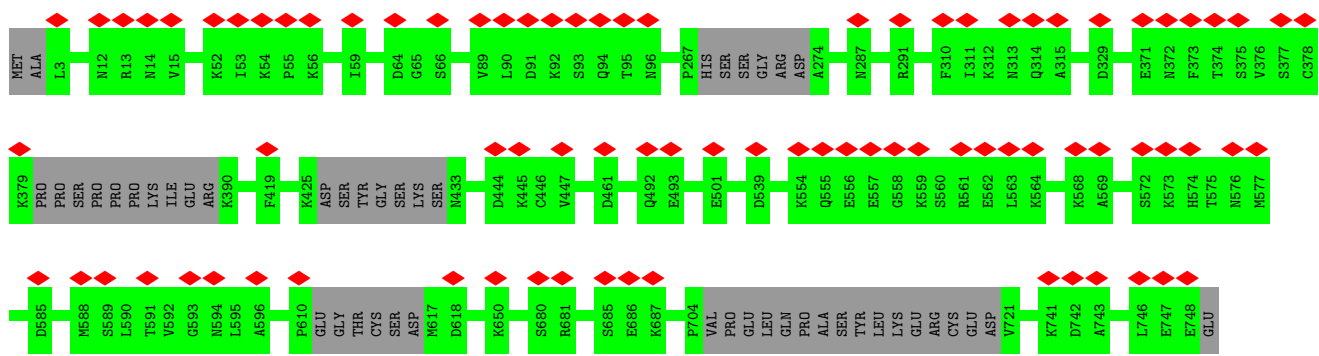 MET ALA L3 N12 R13 N14 V15 K52 I53 K54 P55 K56 I59 D64 G65 S66 V89 L90 D91 K92 S93 Q94 T95 N96 P267 HIS SER SER GLY ARG ASP A274 N287 R291 F310 I311 K312 N313 Q314 A315 D329 E371 N372 F373 T374 S375 V376 S377 C378
K379 PRO PRO SER PRO PRO PRO LYS ILE GLU ARG K390 F419 K425 ASP SER TYR GLY SER LYS SER N433 D444 K445 C446 V447 D461 Q492 E493 E501 D539 K554 Q555 E556 E557 G558 K559 S560 R561 E562 L563 K564 K568 A569 S572 K573 H574 T575 N576 M577
D585 M588 S589 L590 T591 V592 G593 N594 L595 A596 P610 GLU GLY THR CYS SER ASP M617 D618 K650 S680 R681 S685 E686 K687 P704 VAL PRO GLU LEU GLN PRO ALA SER TYR LEU LYS GLU ARG CYS GLU ASP V721 K741 D742 A743 L746 E747 E748 GLU